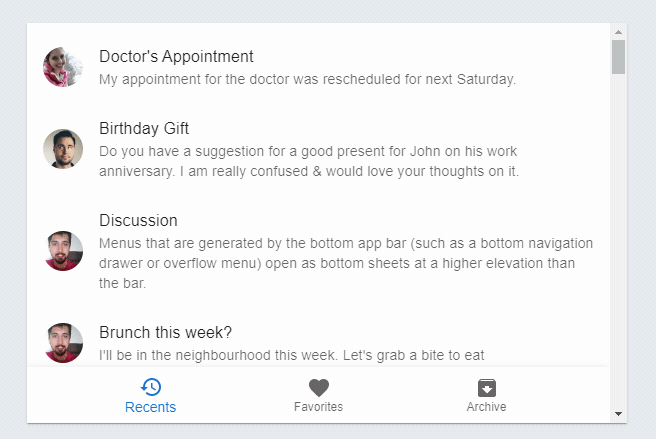 Doctor's Appointment
My appointment for the doctor was rescheduled for next Saturday.
Birthday Gift
Do you have a suggestion for a good present for John on his work
anniversary. I am really confused & would love your thoughts on it.
Discussion
Menus that are generated by the bottom app bar (such as a bottom navigation
drawer or overflow menu) open as bottom sheets at a higher elevation than
the bar.
Brunch this week?
I'll be in the neighbourhood this week. Let's grab a bite to eat
Recents
Favorites
Archive